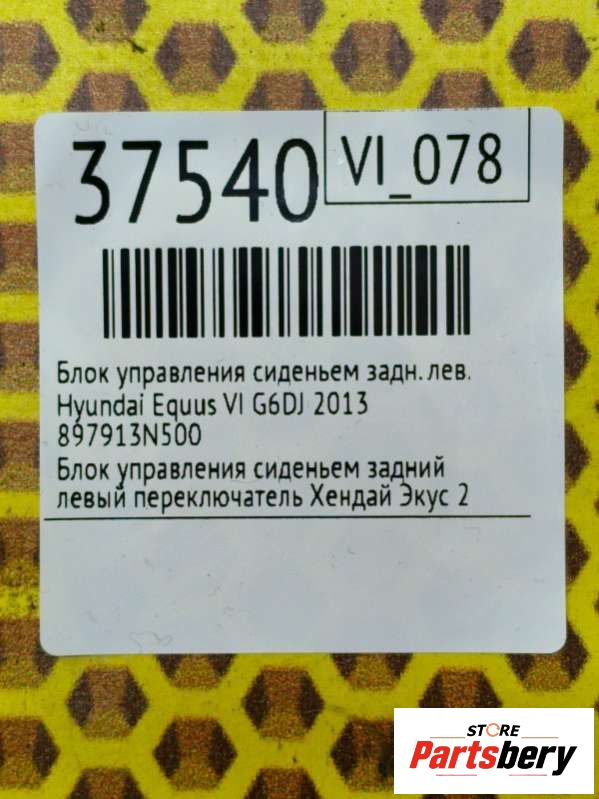 37540
VI_078
Блок управления сиденьем задн. лев.
Hyundai Equus VI G6DJ 2013
897913N500
Блок управления сиденьем задний
левый переключатель Хендай Экус 2
STORE
Partsbery